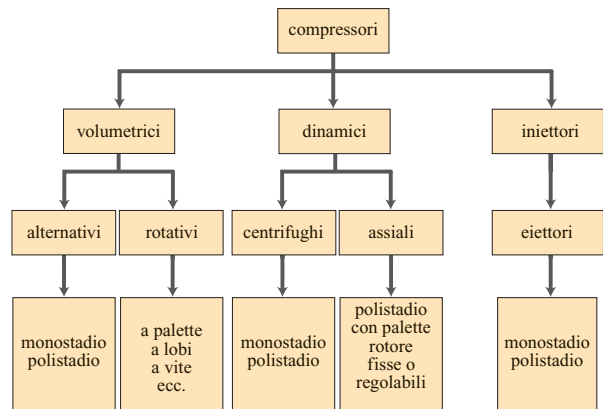 compressori
volumetrici
dinamici
iniettori
alternativi
rotativi
centrifughi
assiali
eiettori
monostadio
polistadio
a palette
a lobi
a vite
ecc.
monostadio
polistadio
polistadio
con palette
rotore
fisse o
regolabili
monostadio
polistadio